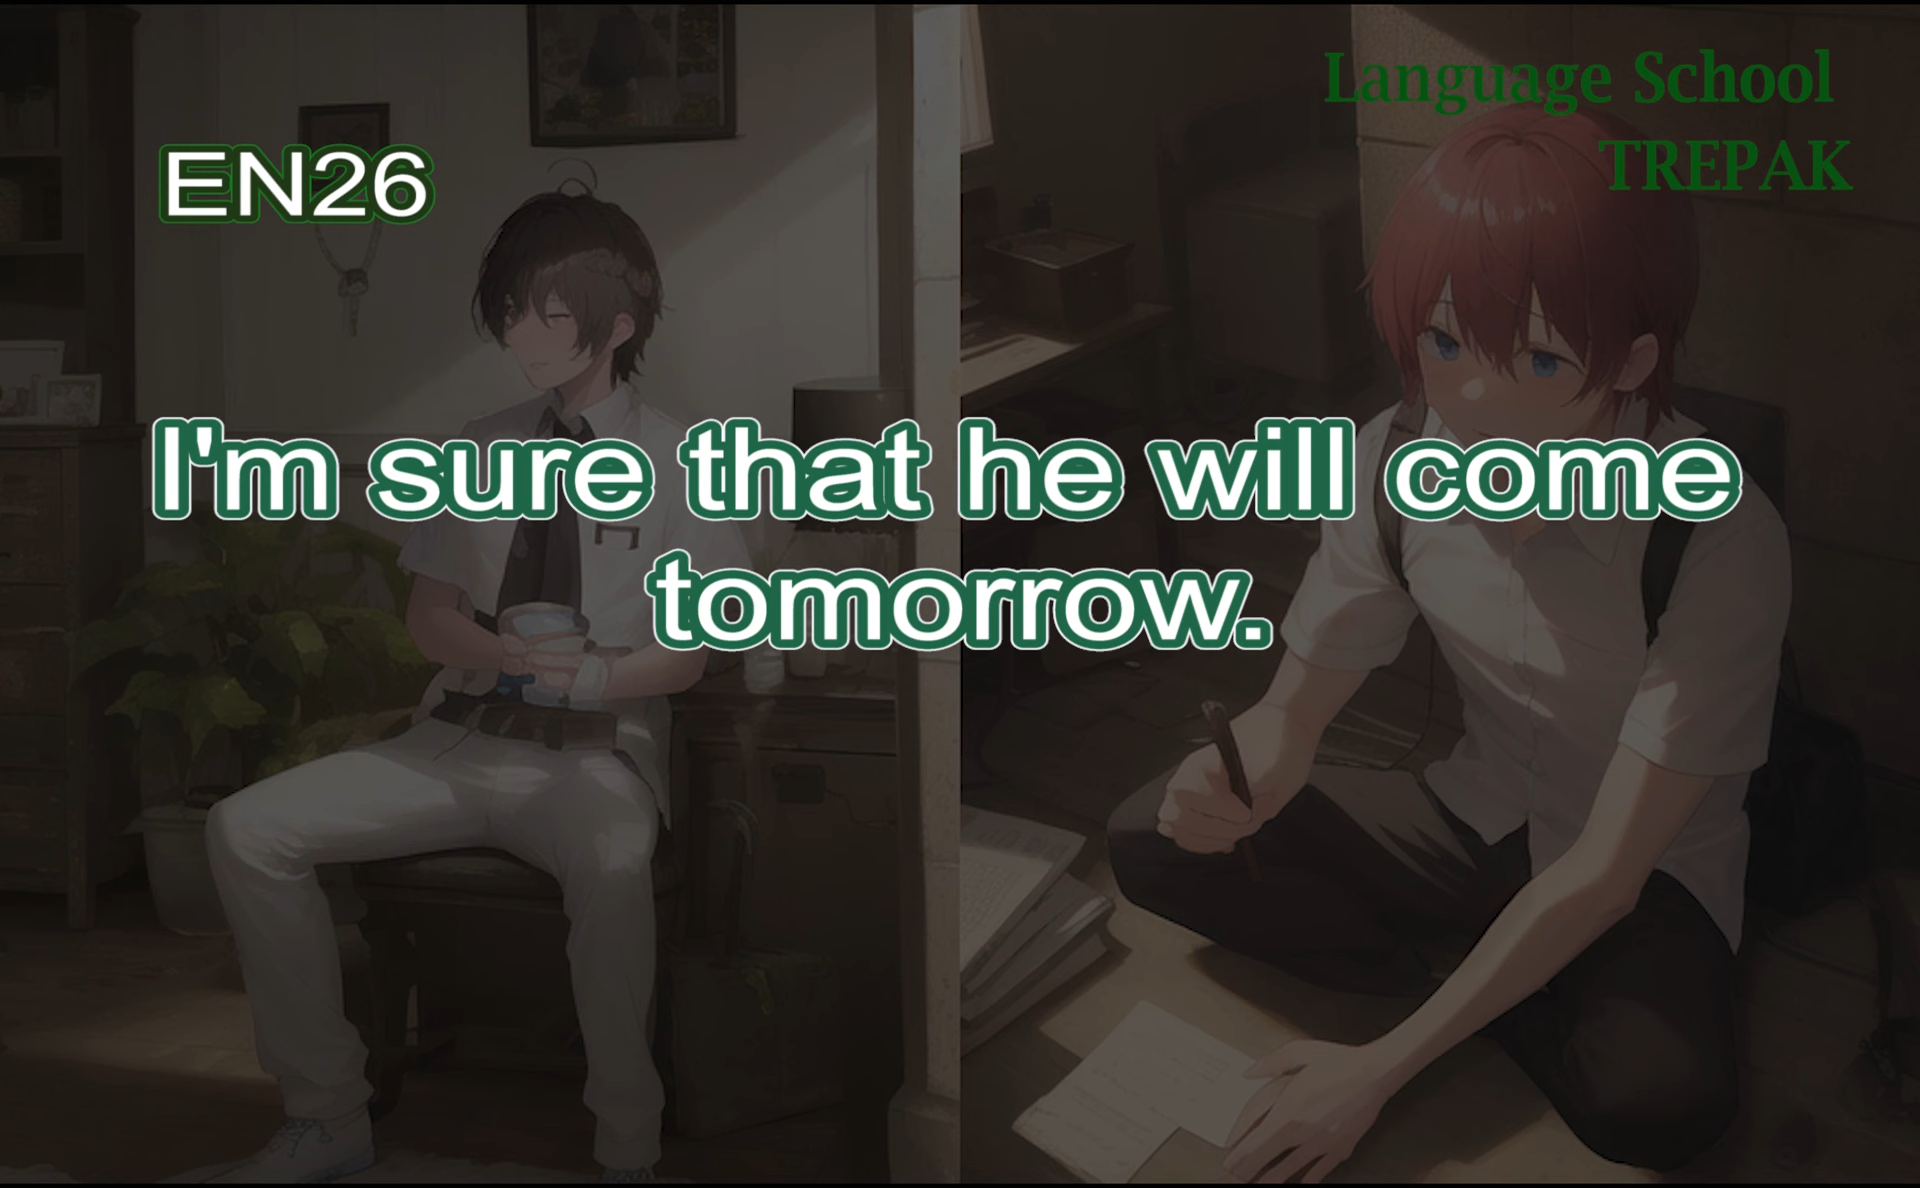 Language School
TREPAK
EN26
I'm sure that he will come
tomorrow.